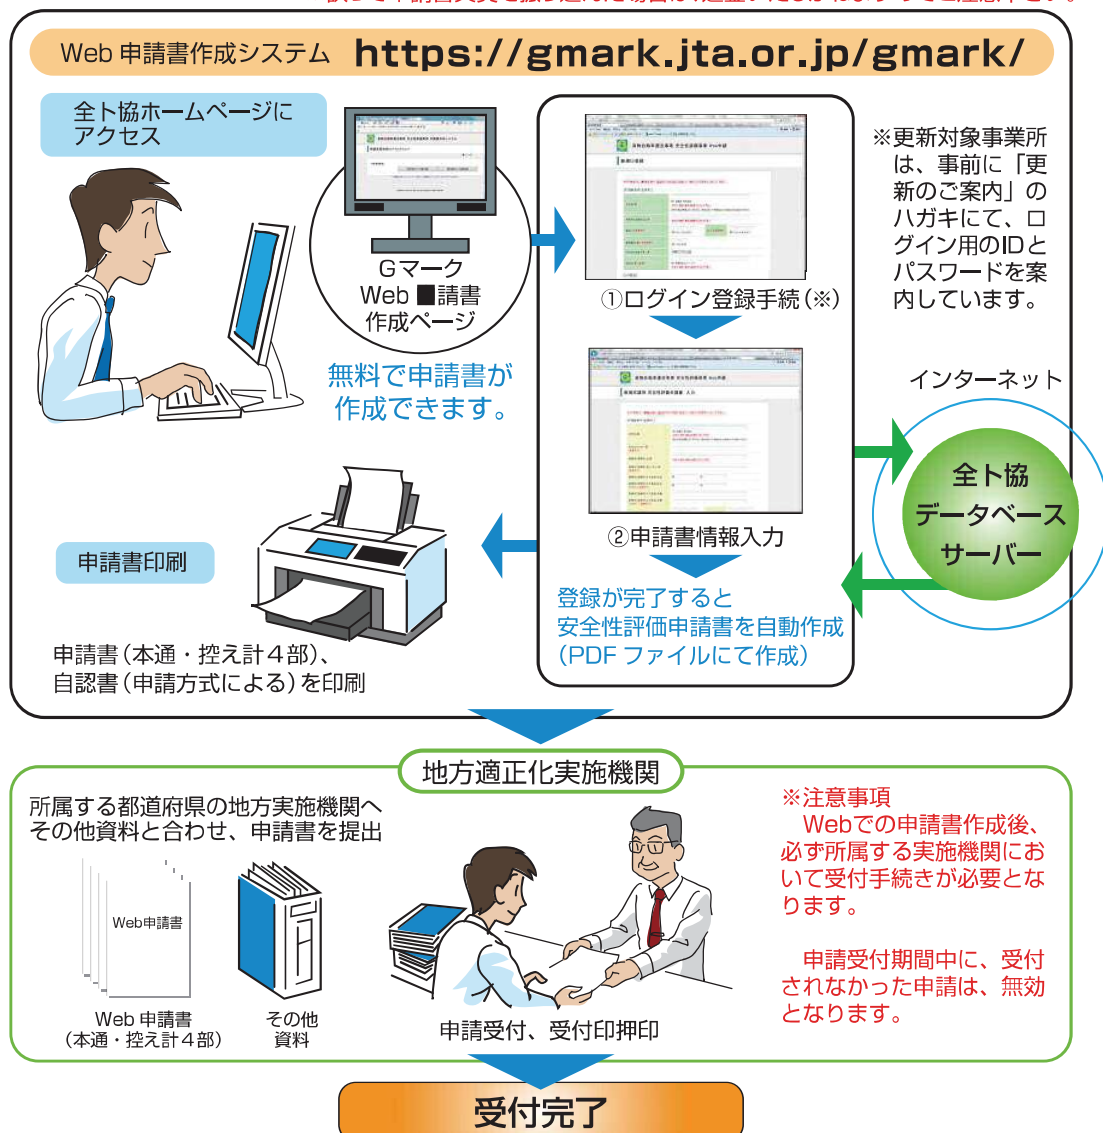 Web 申請書作成システム https://gmark.jta.or.jp/gmark/
全ト協ホームページに
アクセス
Gマーク
Web ■請書
作成ページ
無料で申請書が
作成できます。
①ログイン登録手続(※)
※更新対象事業所
は、事前に「更
新のご案内」の
ハガキにて、ロ
グイン用のIDと
パスワードを案
内しています。
②申請書情報入力
登録が完了すると
安全性評価申請書を自動作成
(PDF ファイルにて作成)
インターネット
全ト協
データベース
サーバー
申請書印刷
申請書(本通・控え計4部)、
自認書(申請方式による)を印刷
地方適正化実施機関
所属する都道府県の地方実施機関へ
その他資料と合わせ、申請書を提出
Web申請書
Web 申請書
(本通・控え計4部)
その他
資料
申請受付、受付印押印
※注意事項
Webでの申請書作成後、
必ず所属する実施機関にお
いて受付手続きが必要とな
ります。
申請受付期間中に、受付
されなかった申請は、無効
となります。
受付完了